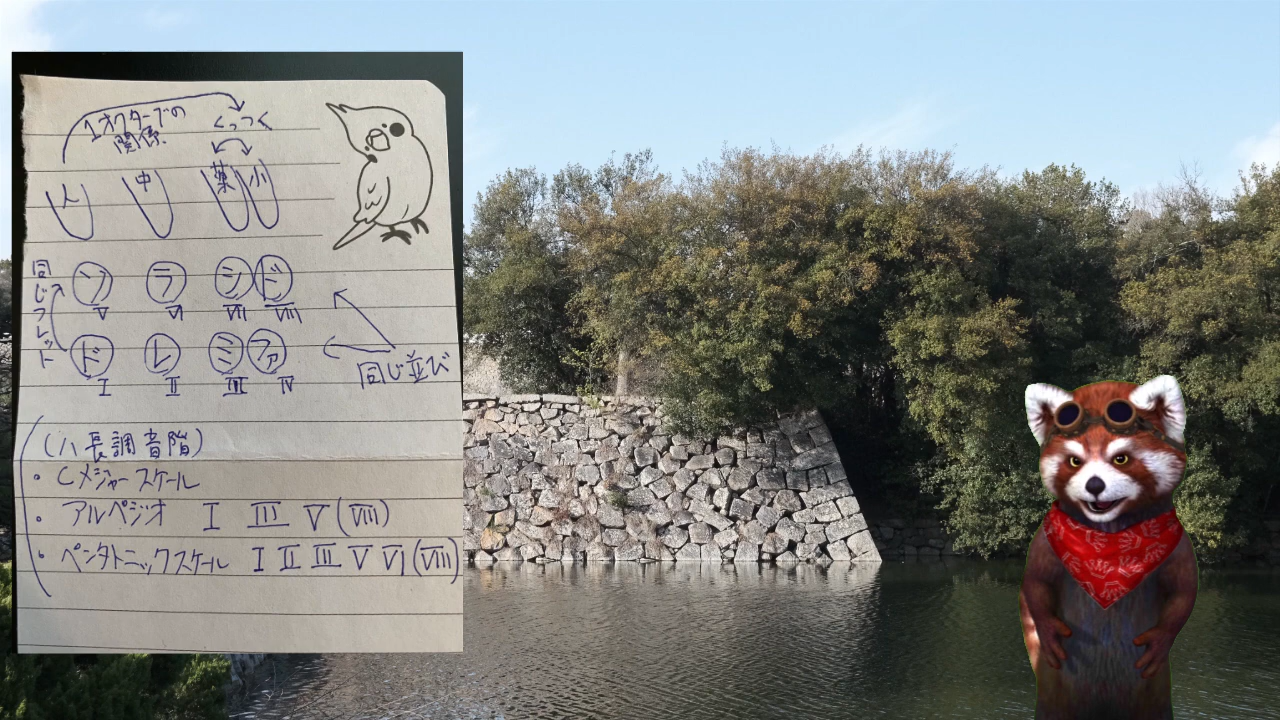 1オクターブの
関係
くっつく
人 中 薬 小
同じフレット
ソ ラ シ ド
V VI VII VIII
ド レ ミ ファ
I II III IV
同じ並び
(ハ長調音階)
・Cメジャースケール
・アルペジオ I III V (VIII)
・ペンタトニックスケール I II III V VI (VIII)